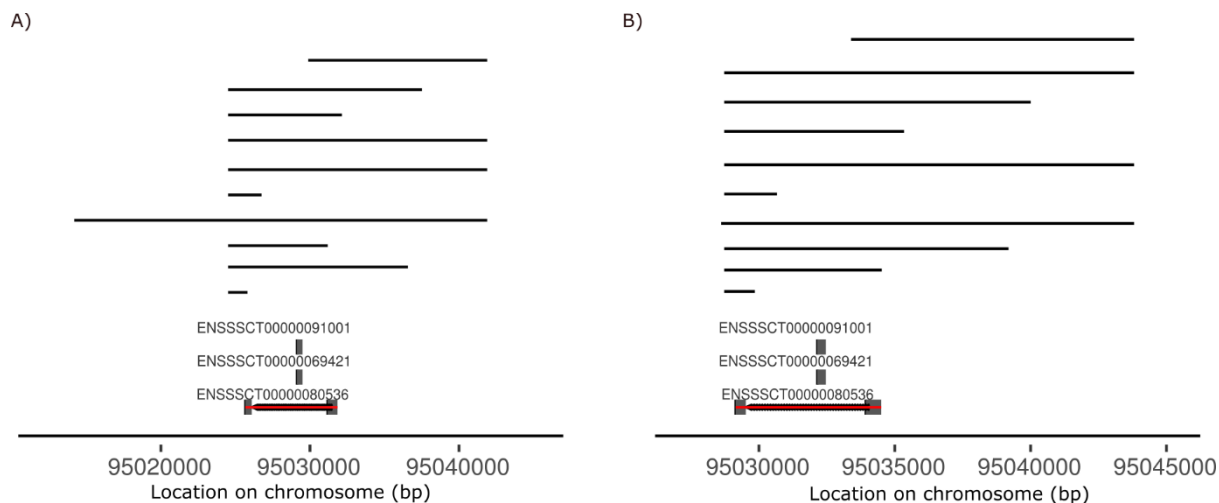 A)
ENSSSCT00000091001
ENSSSCT00000069421
ENSSSCT00000080536
95020000 95030000 95040000
Location on chromosome (bp)
B)
ENSSSCT00000091001
ENSSSCT00000069421
ENSSSCT00000080536
95030000 95035000 95040000 95045000
Location on chromosome (bp)